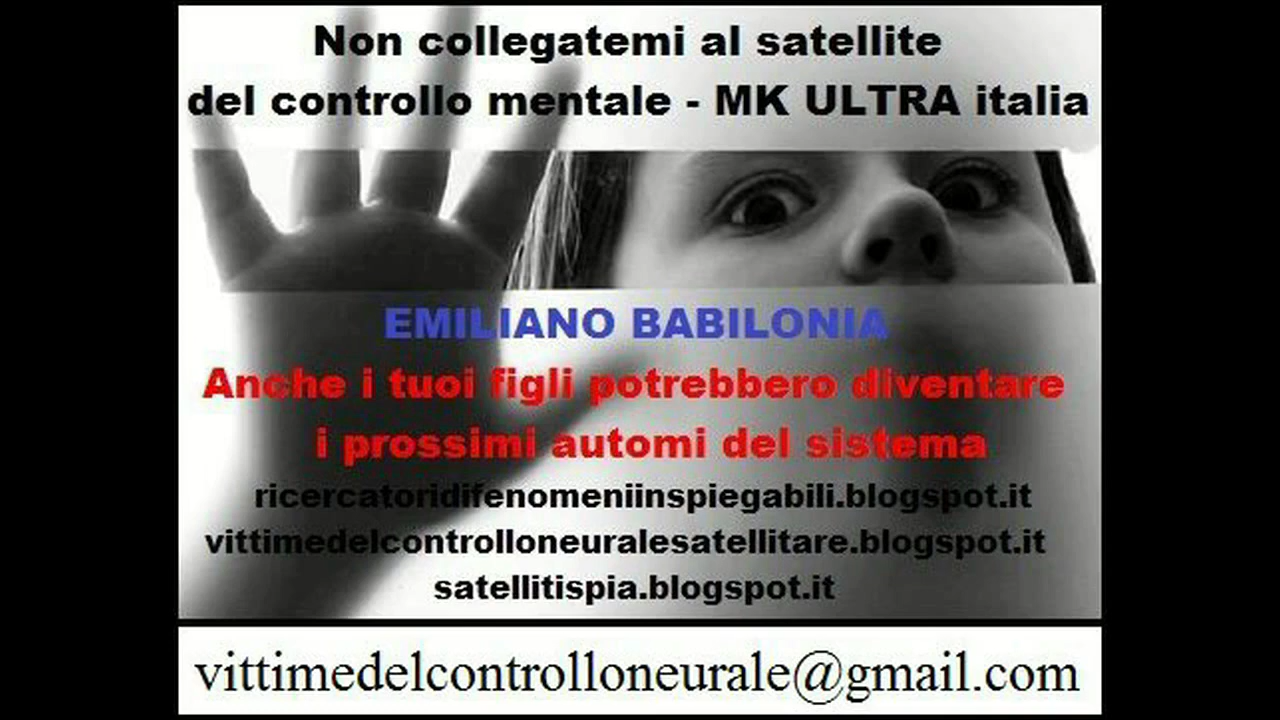 Non collegatemi al satellite
del controllo mentale - MK ULTRA italia
EMILIANO BABILONIA
Anche i tuoi figli potrebbero diventare
i prossimi automi del sistema
ricercatoridifenomeniinspiegabili.blogspot.it
vittimedelcontrolloneuralesatellitare.blogspot.it
satellitispia.blogspot.it
vittimedelcontrolloneurale@gmail.com